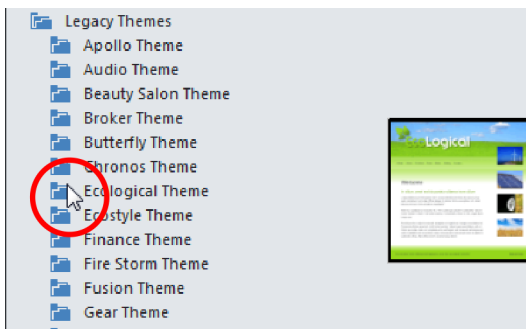 Legacy Themes
Apollo Theme
Audio Theme
Beauty Salon Theme
Broker Theme
Butterfly Theme
Chronos Theme
Ecological Theme
Ecostyle Theme
Finance Theme
Fire Storm Theme
Fusion Theme
Gear Theme
EcoLogical